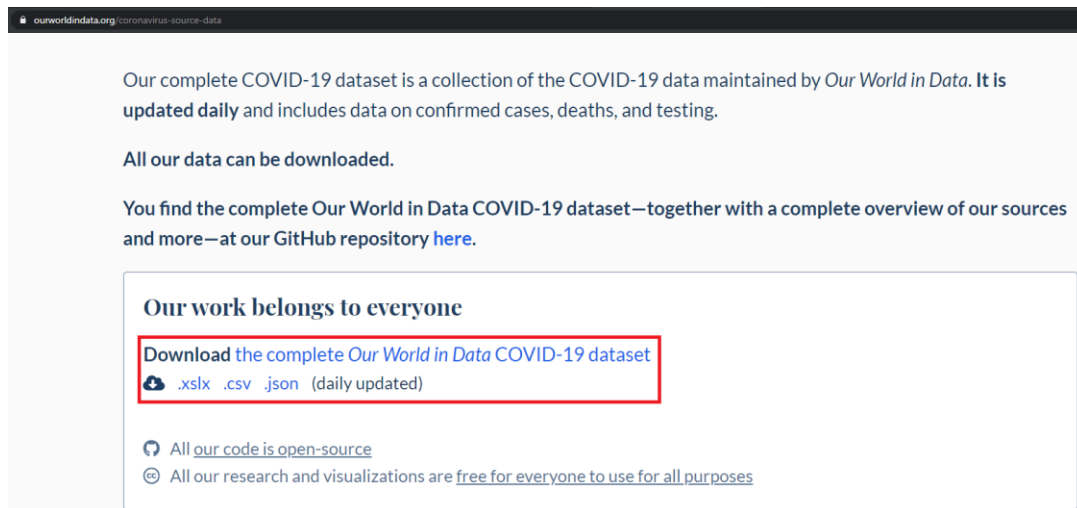 ourworldindata.org/coronavirus-source-data
Our complete COVID-19 dataset is a collection of the COVID-19 data maintained by Our World in Data. It is
updated daily and includes data on confirmed cases, deaths, and testing.
All our data can be downloaded.
You find the complete Our World in Data COVID-19 dataset—together with a complete overview of our sources
and more—at our GitHub repository here.
Our work belongs to everyone
Download the complete Our World in Data COVID-19 dataset
.xslx .csv .json (daily updated)
All our code is open-source
cc All our research and visualizations are free for everyone to use for all purposes